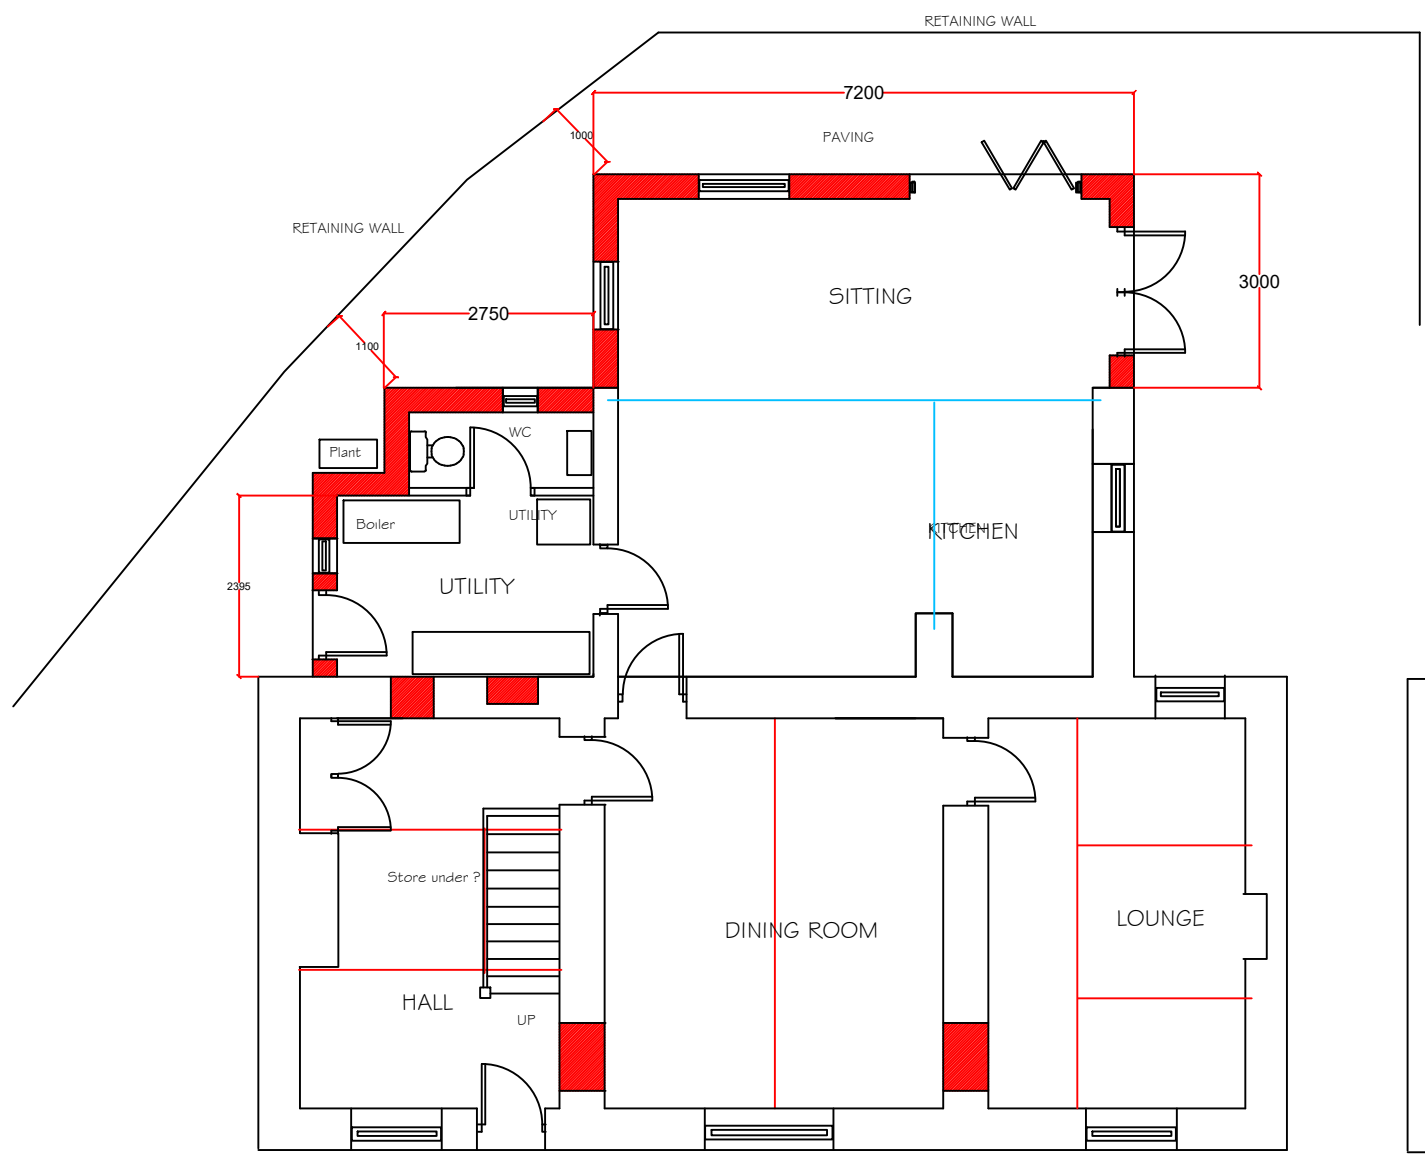 RETAINING WALL
7200
1000
PAVING
RETAINING WALL
3000
SITTING
2750
1100
WC
Plant
UTILITY
Boiler
KITCHEN
KITCHEN
UTILITY
2395
Store under ?
LOUNGE
DINING ROOM
HALL
UP